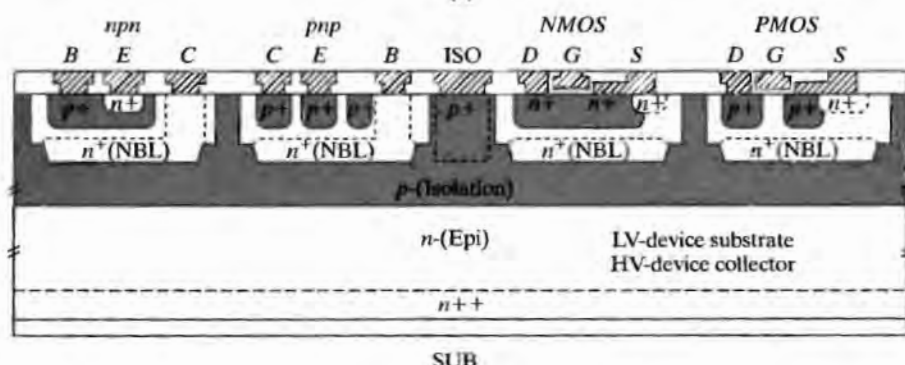 npn pnp NMOS PMOS
B E C C E B ISO D G S D G S
p+ n+ p+ p+ p+ p+ n+ n+ n+ p+ p+ n+
n+(NBL) n+(NBL) n+(NBL) n+(NBL)
p-(Isolation)
n-(Epi) LV-device substrate
HV-device collector
n++
SUB